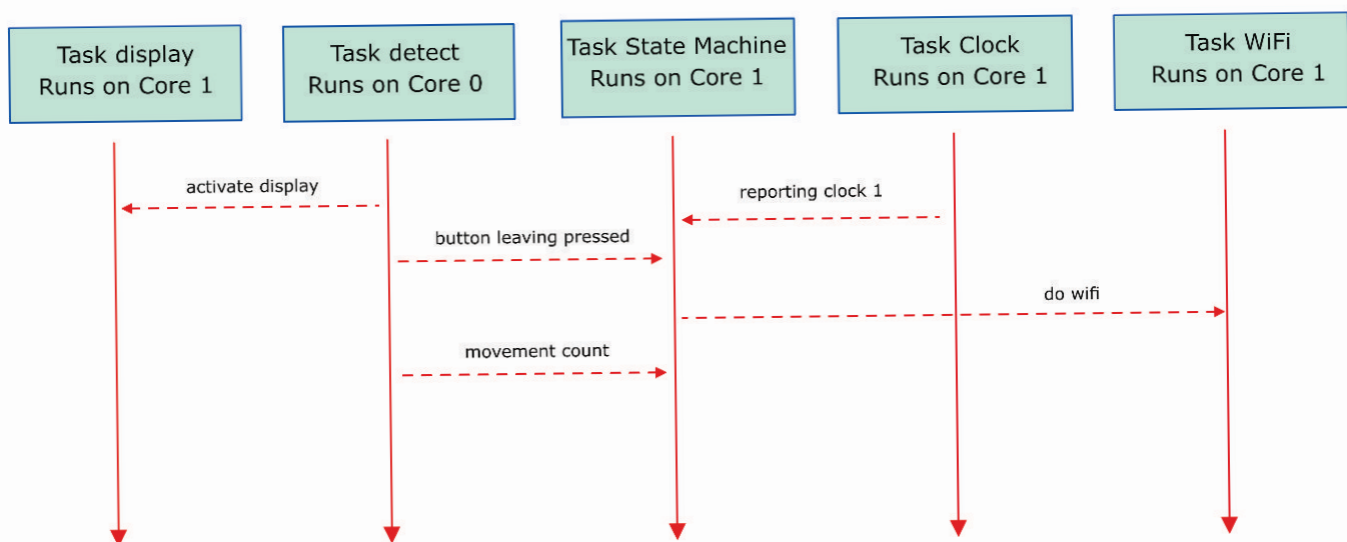 Task display
Runs on Core 1
Task detect
Runs on Core 0
Task State Machine
Runs on Core 1
Task Clock
Runs on Core 1
Task WiFi
Runs on Core 1
activate display
reporting clock 1
button leaving pressed
do wifi
movement count